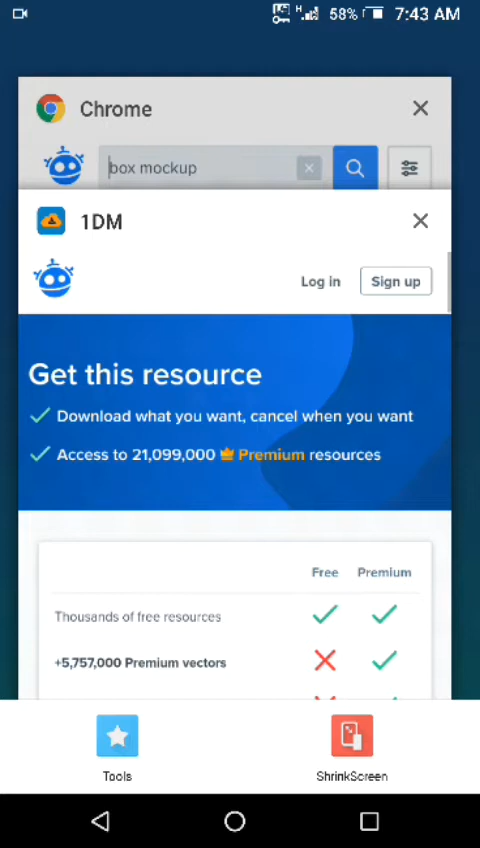 H 58% 7:43 AM
Chrome
box mockup
1DM
Log in Sign up
Get this resource
Download what you want, cancel when you want
Access to 21,099,000 Premium resources
Free Premium
Thousands of free resources
+5,757,000 Premium vectors
Tools ShrinkScreen